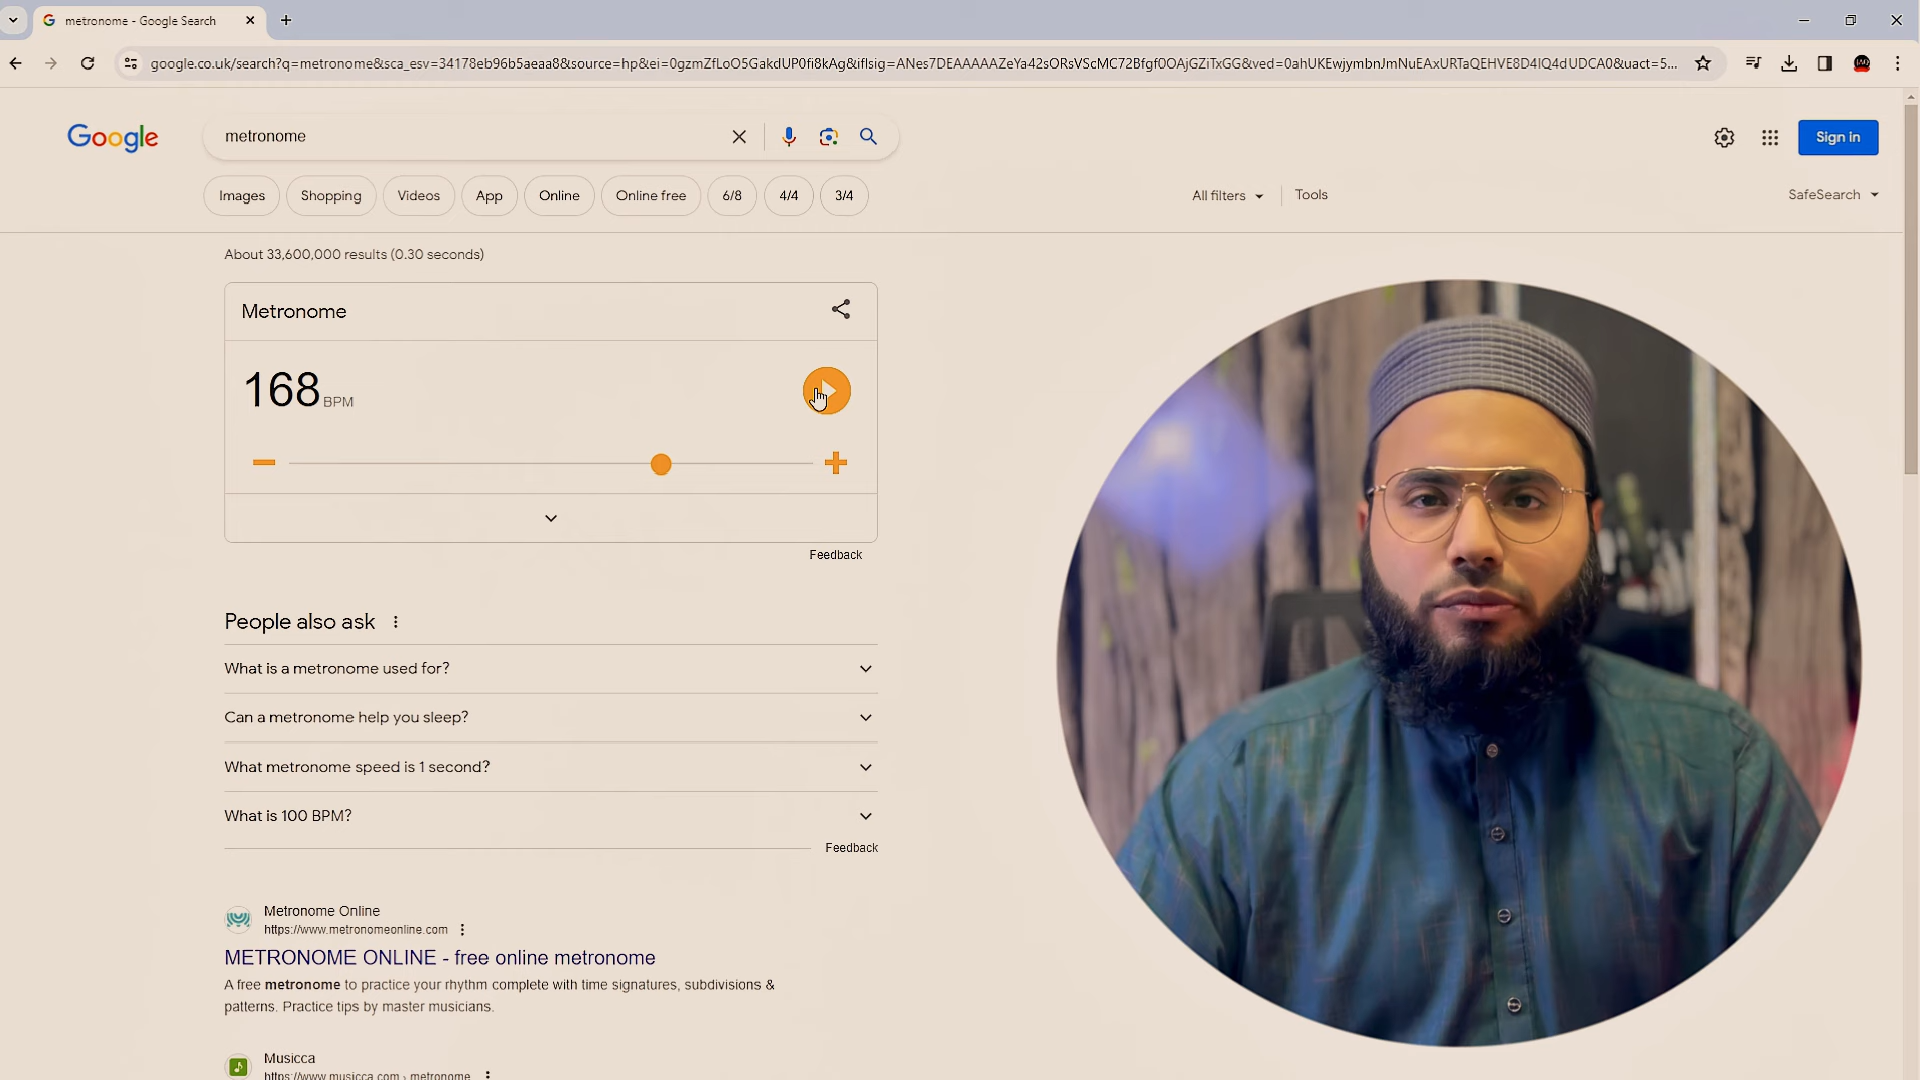 metronome - Google Search
google.co.uk/search?q=metronome&sca_esv=34178eb96b5aeaa8&source=hp&ei=0gzmZfLoO5GakdUP0fi8kAg&iflsig=ANes7DEAAAAAZeYa42sORsVScMC72Bfgf0OAjGZiTxGG&ved=0ahUKEwjymbnJmNuEAxURTaQEHVE8D4IQ4dUDCA0&uact=5...
Google
metronome
Sign in
Images Shopping Videos App Online Online free 6/8 4/4 3/4 All filters Tools SafeSearch
About 33,600,000 results (0.30 seconds)
Metronome
168 BPM
Feedback
People also ask
What is a metronome used for?
Can a metronome help you sleep?
What metronome speed is 1 second?
What is 100 BPM?
Feedback
Metronome Online
https://www.metronomeonline.com
METRONOME ONLINE - free online metronome
A free metronome to practice your rhythm complete with time signatures, subdivisions &
patterns. Practice tips by master musicians.
Musicca
https://www.musicca.com › metronome